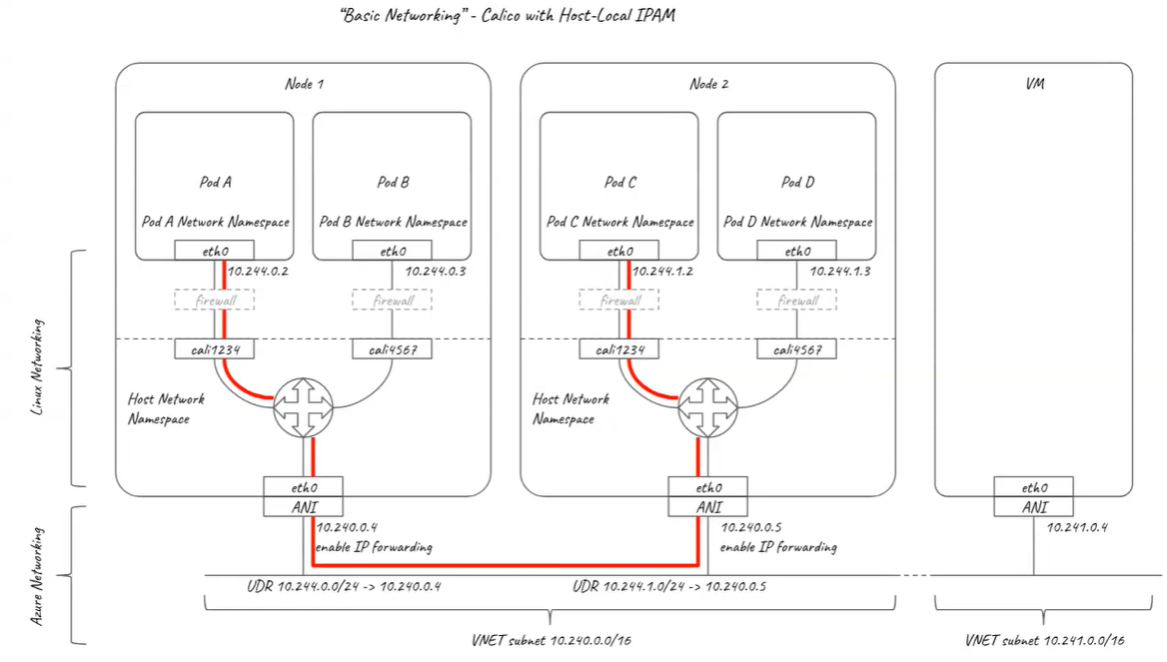 "Basic Networking" - Calico with Host-Local IPAM
Node 1
Node 2
VM
Pod A
Pod B
Pod C
Pod D
Pod A Network Namespace
Pod B Network Namespace
Pod C Network Namespace
Pod D Network Namespace
eth0
eth0
eth0
eth0
10.244.0.2
10.244.0.3
10.244.1.2
10.244.1.3
firewall
firewall
firewall
firewall
cali1234
cali4567
cali1234
cali4567
Linux Networking
Host Network
Namespace
Host Network
Namespace
eth0
eth0
eth0
ANI
ANI
ANI
10.240.0.4
enable IP forwarding
10.240.0.5
enable IP forwarding
10.241.0.4
Azure Networking
UDR 10.244.0.0/24 -> 10.240.0.4
UDR 10.244.1.0/24 -> 10.240.0.5
VNET subnet 10.240.0.0/16
VNET subnet 10.241.0.0/16